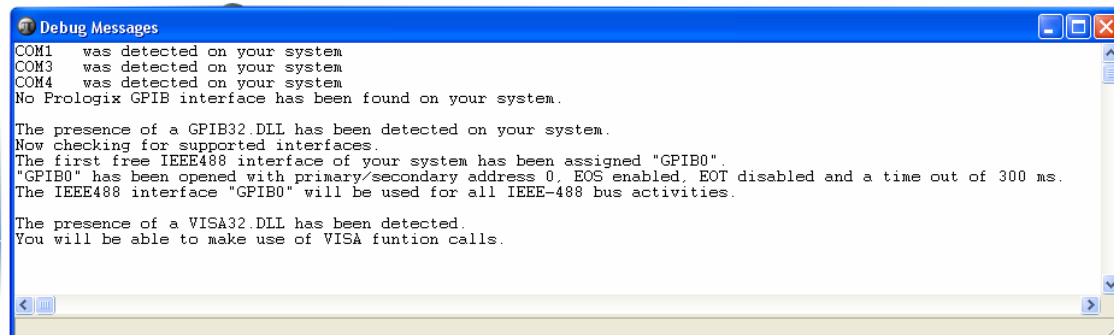 Debug Messages
COM1 was detected on your system
COM3 was detected on your system
COM4 was detected on your system
No Prologix GPIB interface has been found on your system.
The presence of a GPIB32.DLL has been detected on your system.
Now checking for supported interfaces.
The first free IEEE488 interface of your system has been assigned "GPIB0".
"GPIB0" has been opened with primary/secondary address 0, EOS enabled, EOT disabled and a time out of 300 ms.
The IEEE488 interface "GPIB0" will be used for all IEEE-488 bus activities.
The presence of a VISA32.DLL has been detected.
You will be able to make use of VISA funtion calls.